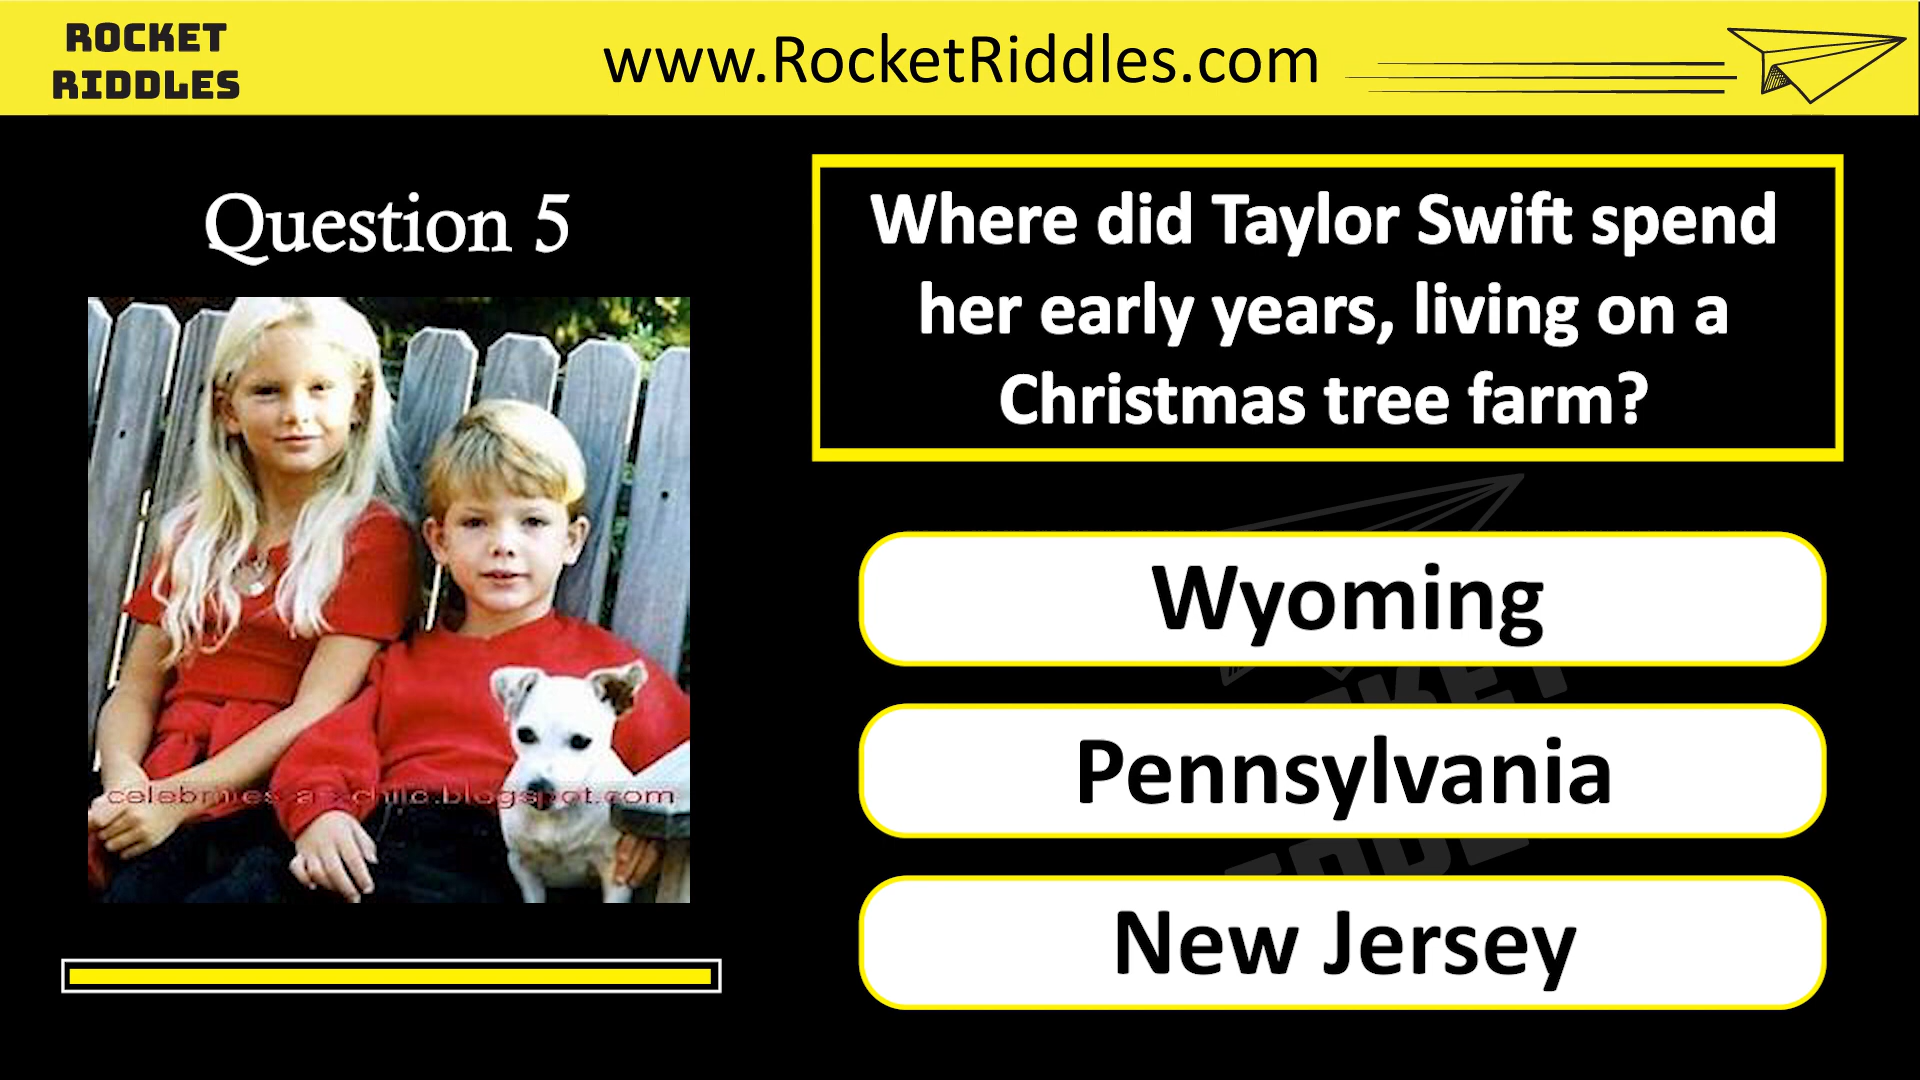 ROCKET
RIDDLES
www.RocketRiddles.com
Question 5
Where did Taylor Swift spend
her early years, living on a
Christmas tree farm?
Wyoming
Pennsylvania
New Jersey